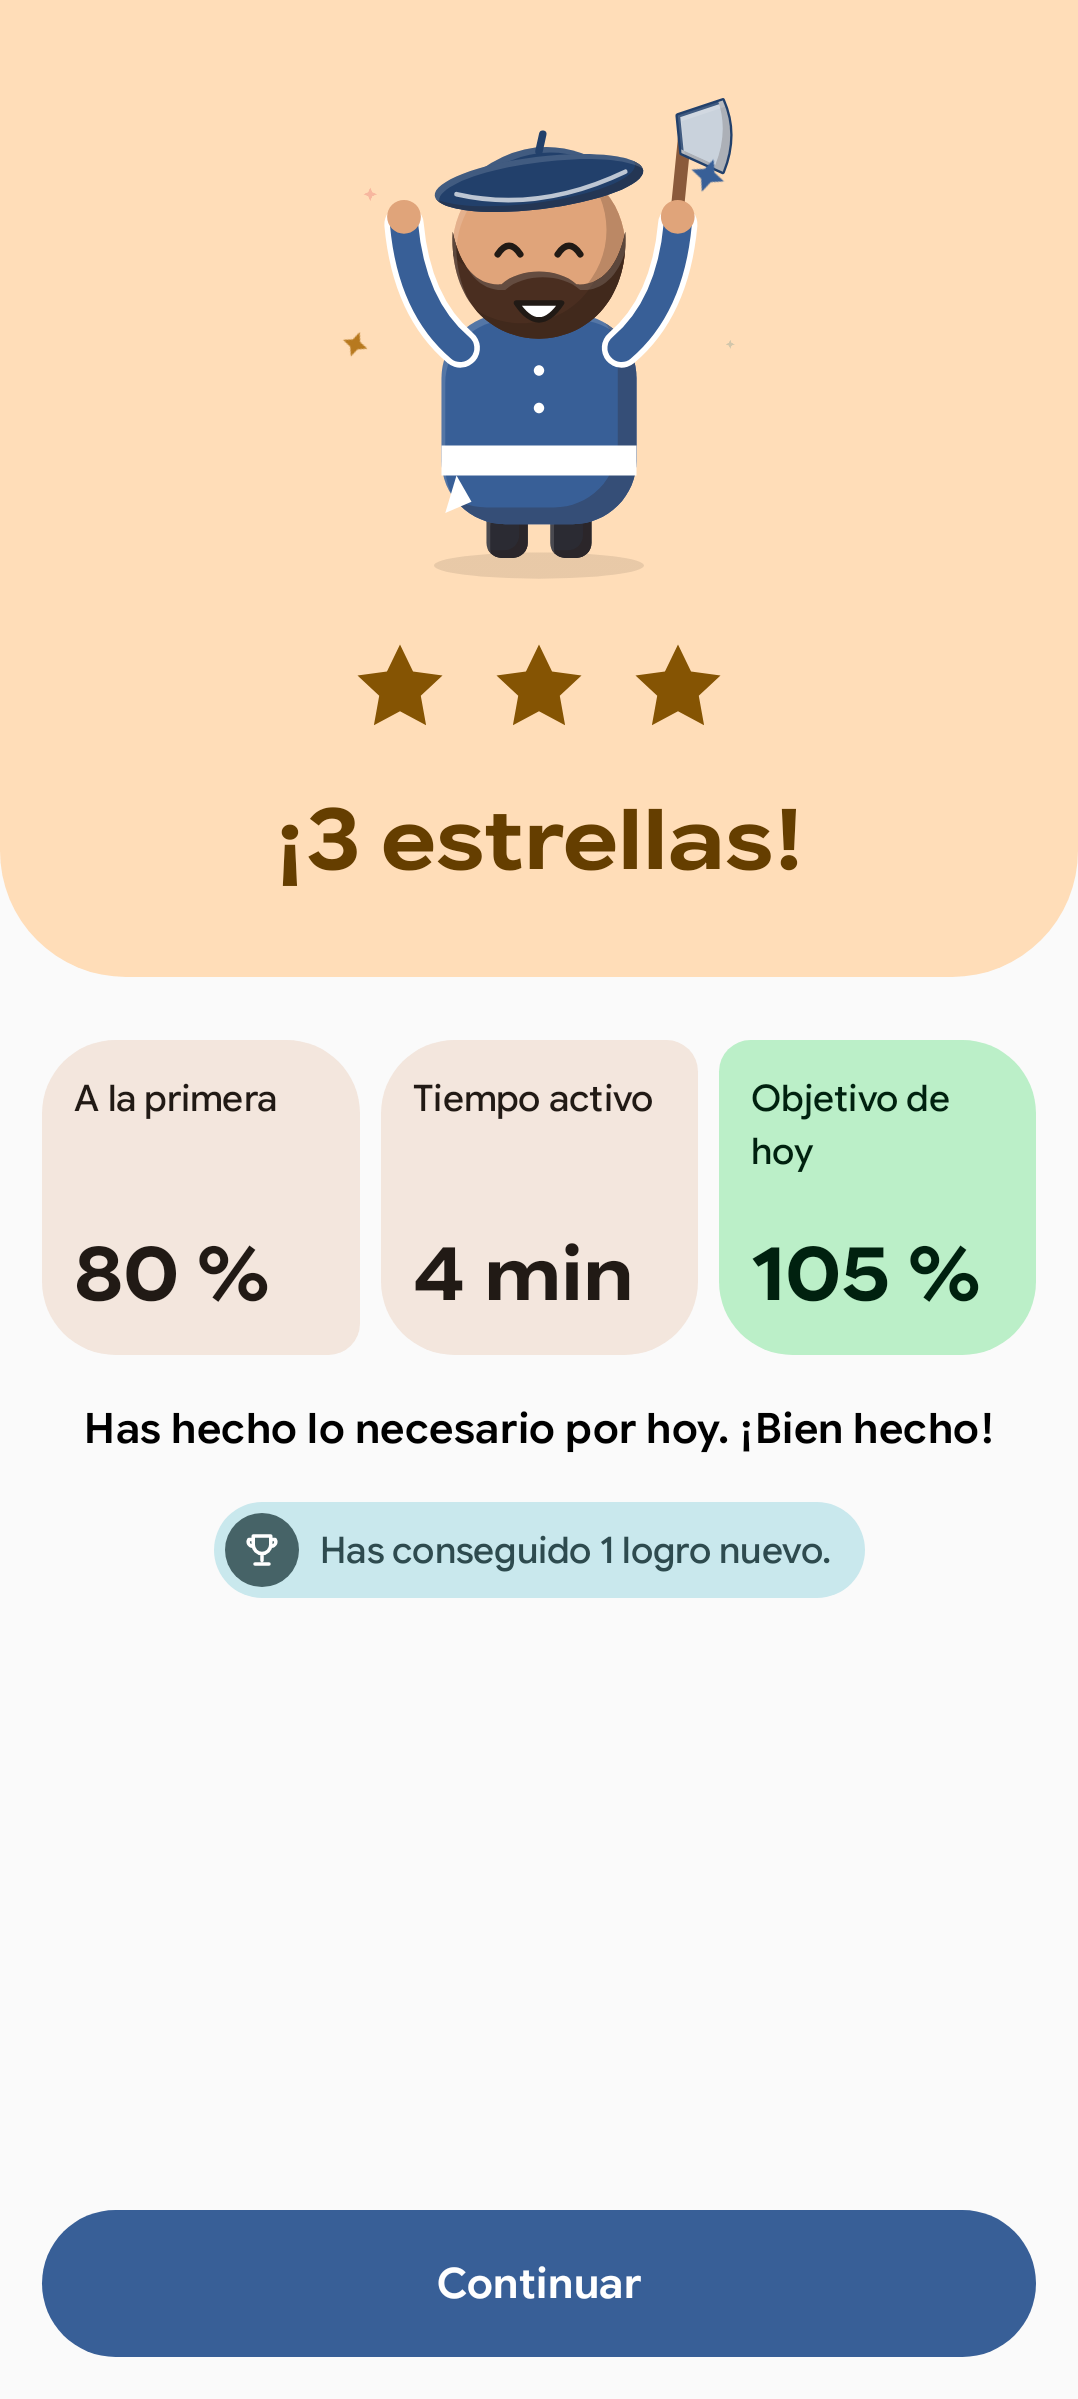 ¡3 estrellas!
A la primera
80 %
Tiempo activo
4 min
Objetivo de
hoy
105 %
Has hecho lo necesario por hoy. ¡Bien hecho!
Has conseguido 1 logro nuevo.
Continuar